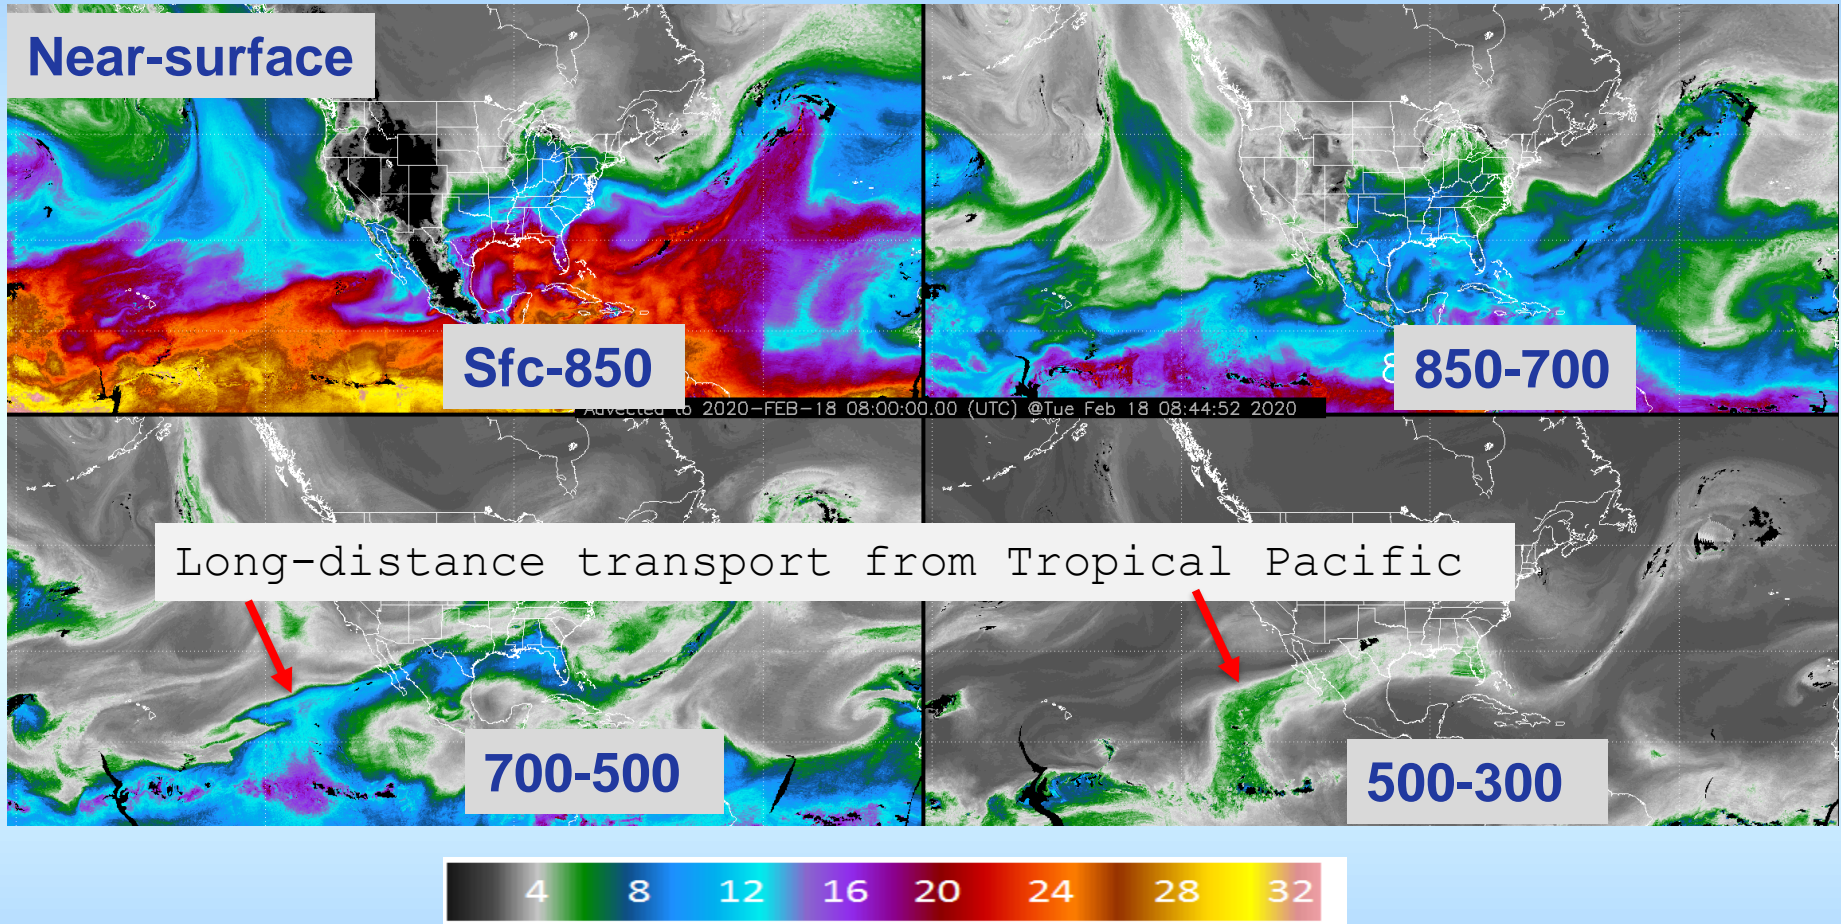 Near-surface
Sfc-850
850-700
Advected to 2020-FEB-18 08:00:00.00 (UTC) @Tue Feb 18 08:44:52 2020
Long-distance transport from Tropical Pacific
700-500
500-300
4 8 12 16 20 24 28 32